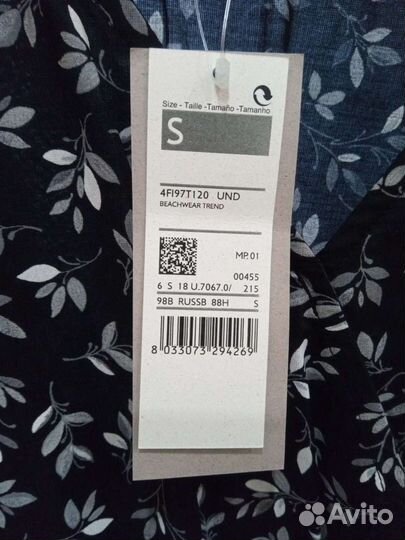 Size - Taille -Tamaño -Tamanho
S
4FI97T120 UND
BEACHWEAR TREND
MP. 01
00455
6 S 18 U.7067.0/ 215
98B RUSSB 88H S
8 033073 294269
Avito